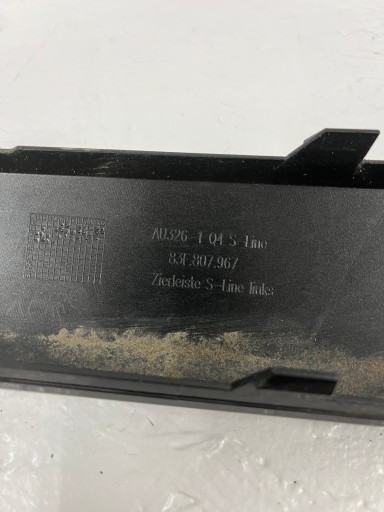 AU326-1 Q4 S-Line
83F.807.967
Zierleiste S-Line links